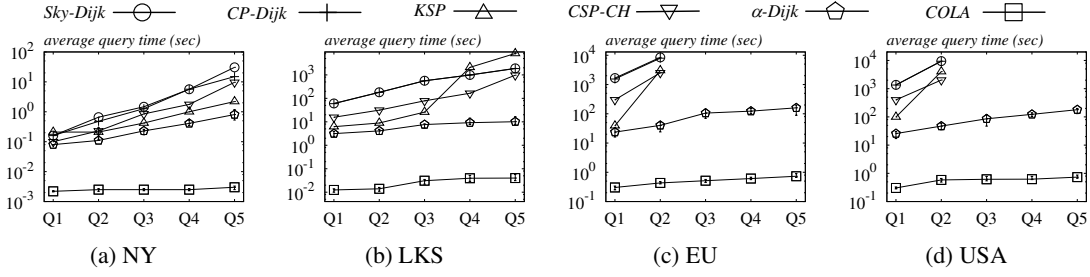 Sky-Dijk CP-Dijk KSP CSP-CH α-Dijk COLA
average query time (sec) average query time (sec) average query time (sec) average query time (sec)
10^2 10^1 10^0 10^-1 10^-2 10^-3
Q1 Q2 Q3 Q4 Q5
(a) NY
10^3 10^2 10^1 10^0 10^-1 10^-2
Q1 Q2 Q3 Q4 Q5
(b) LKS
10^4 10^3 10^2 10^1 10^0 10^-1
Q1 Q2 Q3 Q4 Q5
(c) EU
10^4 10^3 10^2 10^1 10^0 10^-1
Q1 Q2 Q3 Q4 Q5
(d) USA